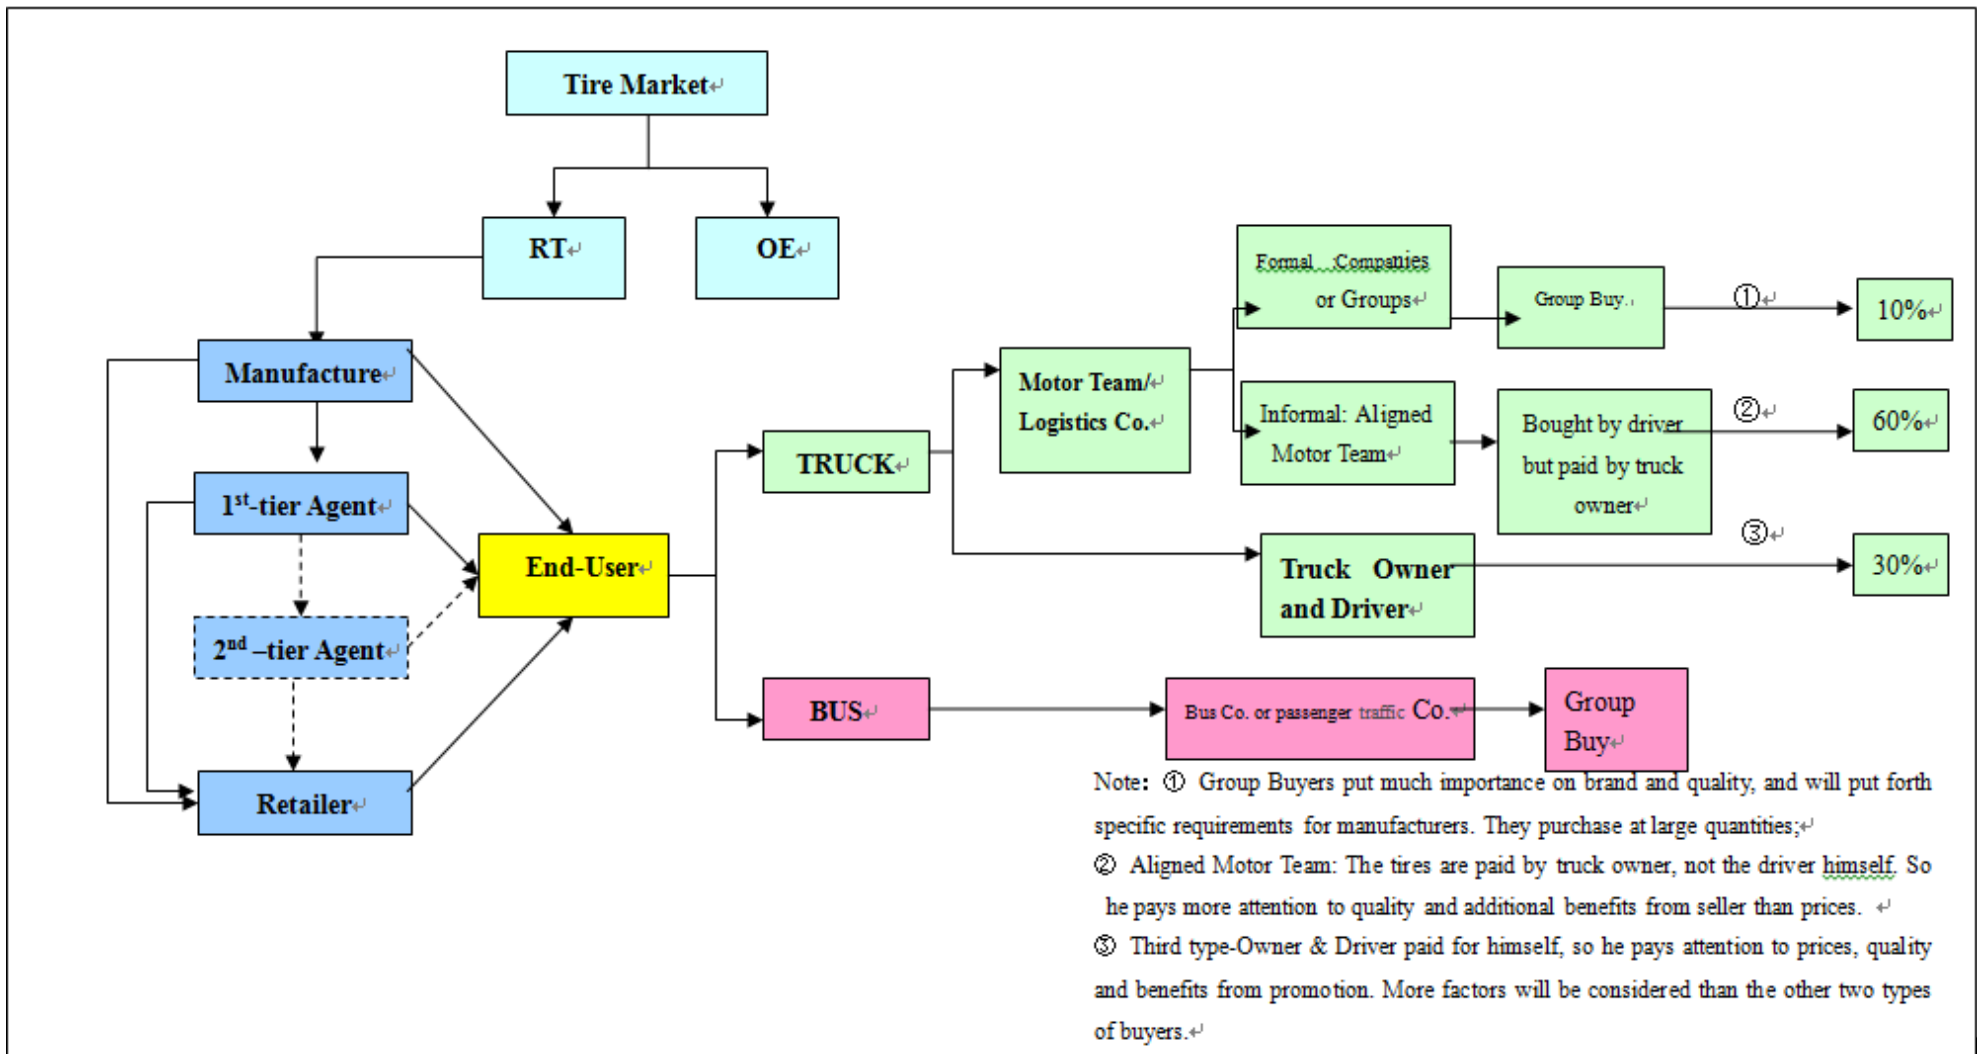 Tire Market
RT
OE
Manufacture
1st-tier Agent
2nd –tier Agent
Retailer
End-User
TRUCK
BUS
Motor Team/
Logistics Co.
Formal :Companies
or Groups
Group Buy.
①
10%
Informal: Aligned
Motor Team
Bought by driver
but paid by truck
owner
②
60%
Truck Owner
and Driver
③
30%
Bus Co. or passenger traffic Co.
Group
Buy
Note: ① Group Buyers put much importance on brand and quality, and will put forth
specific requirements for manufacturers. They purchase at large quantities;
② Aligned Motor Team: The tires are paid by truck owner, not the driver himself. So
he pays more attention to quality and additional benefits from seller than prices.
③ Third type-Owner & Driver paid for himself, so he pays attention to prices, quality
and benefits from promotion. More factors will be considered than the other two types
of buyers.